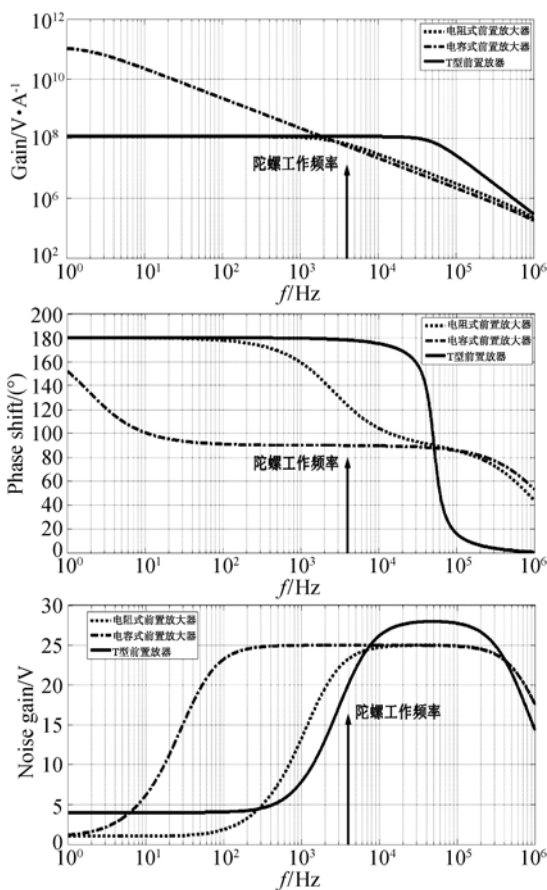 10¹²
10¹⁰
10⁸
10⁶
10²
Gain/V•A⁻¹
电阻式前置放大器
电容式前置放大器
T型前置放器
陀螺工作频率
10⁰ 10¹ 10² 10³ 10⁴ 10⁵ 10⁶
f/Hz
200
180
160
140
120
100
80
60
40
20
0
Phase shift/(°)
电阻式前置放大器
电容式前置放大器
T型前置放器
陀螺工作频率
10⁰ 10¹ 10² 10³ 10⁴ 10⁵ 10⁶
f/Hz
30
25
20
15
10
5
0
Noise gain/V
电阻式前置放大器
电容式前置放大器
T型前置放器
陀螺工作频率
10⁰ 10¹ 10² 10³ 10⁴ 10⁵ 10⁶
f/Hz